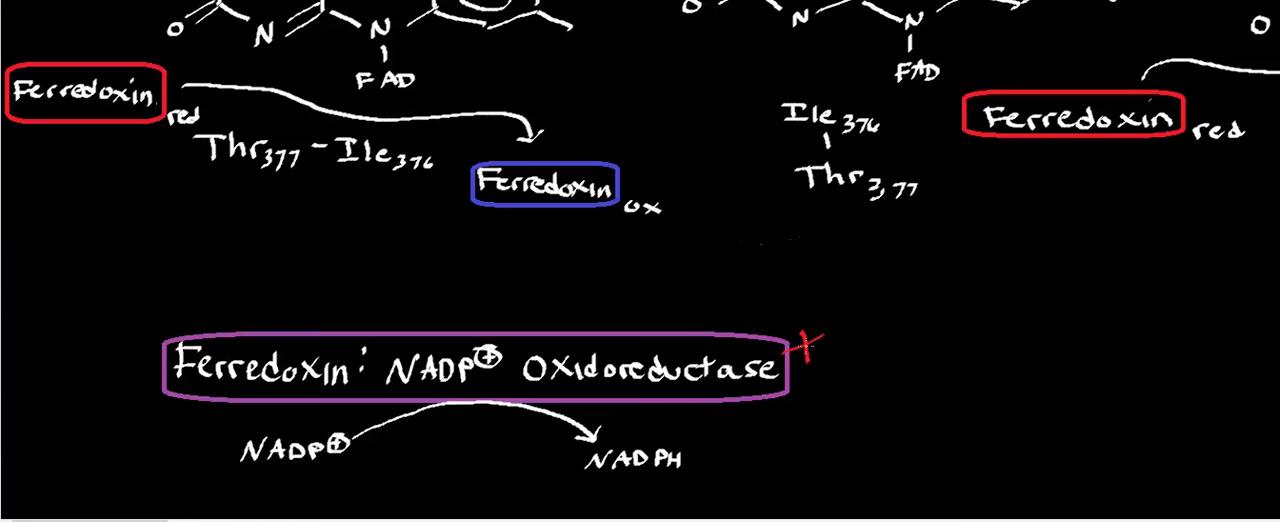 O N N
FAD
O N N
FAD
O
Ferredoxin red
Thr377 - Ile376
Ferredoxin ox
Ile376
Thr377
Ferredoxin red
Ferredoxin: NADP⊕ Oxidoreductase
NADP⊕ NADPH